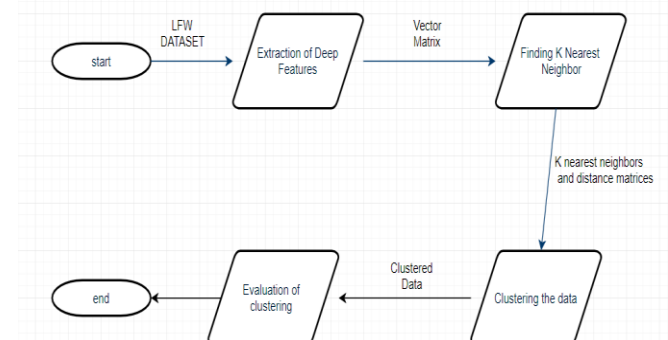 LFW
DATASET
start
Extraction of Deep
Features
Vector
Matrix
Finding K Nearest
Neighbor
K nearest neighbors
and distance matrices
Clustering the data
Clustered
Data
Evaluation of
clustering
end